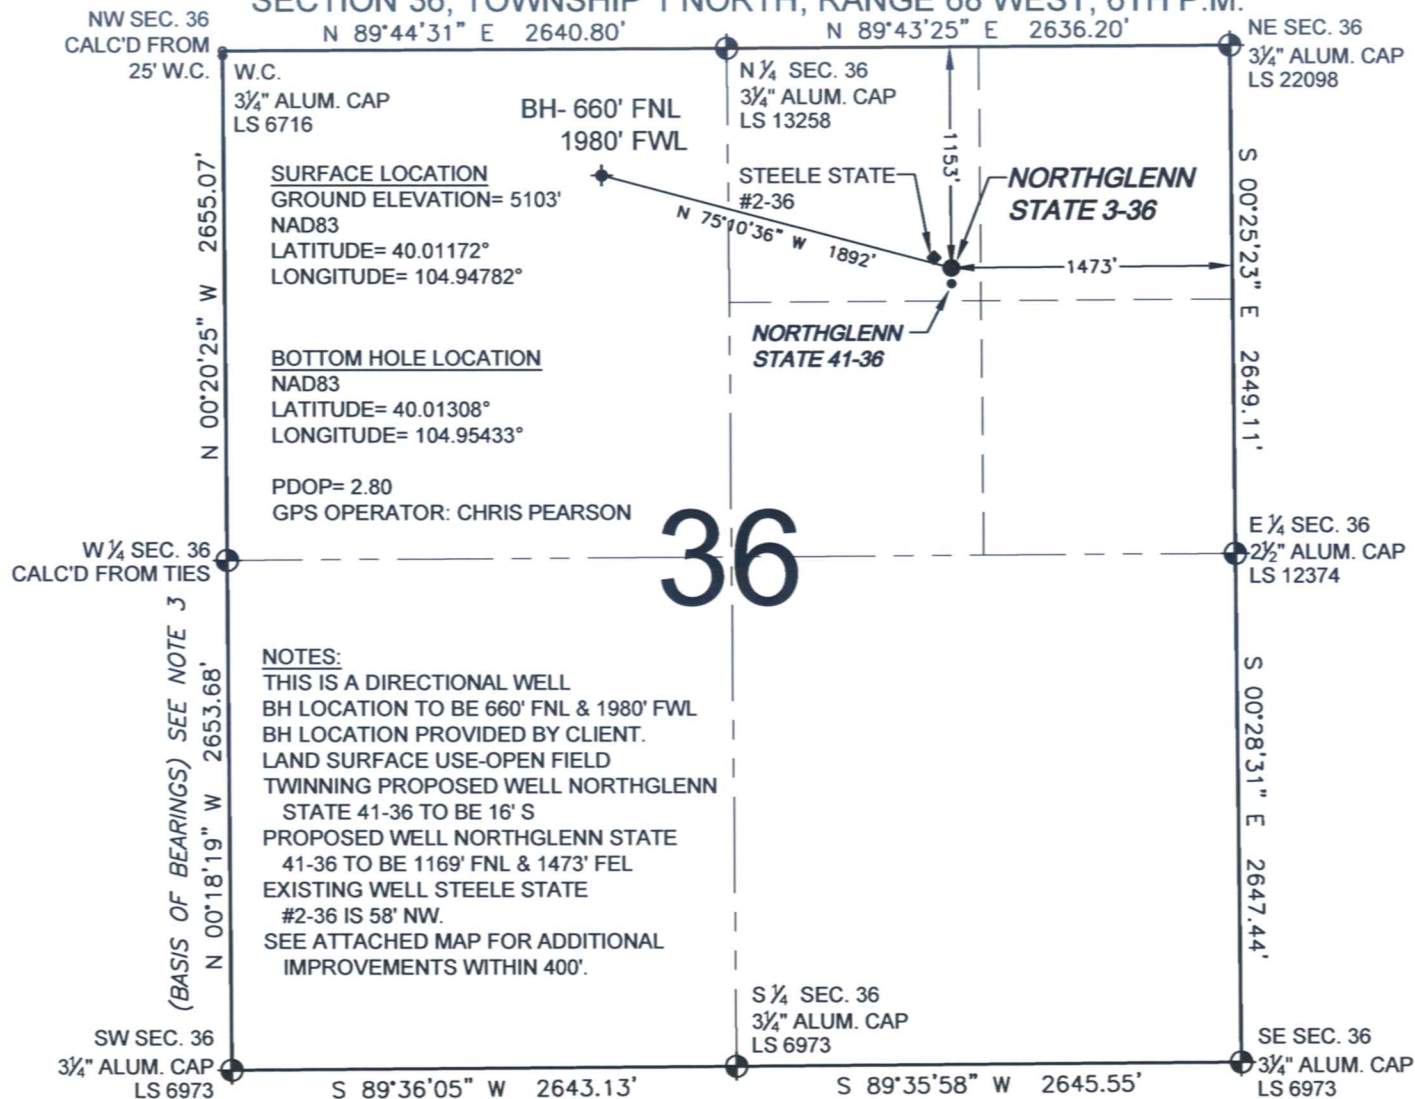 SECTION 36, TOWNSHIP 1 NORTH, RANGE 68 WEST, 6TH P.M.
NW SEC. 36
CALC'D FROM
25' W.C.
N 89°44'31" E 2640.80'
N 89°43'25" E 2636.20'
NE SEC. 36
3¼" ALUM. CAP
LS 22098
W.C.
3¼" ALUM. CAP
LS 6716
N ¼ SEC. 36
3¼" ALUM. CAP
LS 13258
BH- 660' FNL
1980' FWL
1153'
STEELE STATE
#2-36
NORTHGLENN
STATE 3-36
N 75°10'36" W 1892'
1473'
NORTHGLENN
STATE 41-36
SURFACE LOCATION
GROUND ELEVATION= 5103'
NAD83
LATITUDE= 40.01172°
LONGITUDE= 104.94782°
BOTTOM HOLE LOCATION
NAD83
LATITUDE= 40.01308°
LONGITUDE= 104.95433°
PDOP= 2.80
GPS OPERATOR: CHRIS PEARSON
N 00°20'25" W 2655.07'
S 00°25'23" E 2649.11'
36
W ¼ SEC. 36
CALC'D FROM TIES
E ¼ SEC. 36
2½" ALUM. CAP
LS 12374
(BASIS OF BEARINGS) SEE NOTE 3
N 00°18'19" W 2653.68'
S 00°28'31" E 2647.44'
NOTES:
THIS IS A DIRECTIONAL WELL
BH LOCATION TO BE 660' FNL & 1980' FWL
BH LOCATION PROVIDED BY CLIENT.
LAND SURFACE USE-OPEN FIELD
TWINNING PROPOSED WELL NORTHGLENN
STATE 41-36 TO BE 16' S
PROPOSED WELL NORTHGLENN STATE
41-36 TO BE 1169' FNL & 1473' FEL
EXISTING WELL STEELE STATE
#2-36 IS 58' NW.
SEE ATTACHED MAP FOR ADDITIONAL
IMPROVEMENTS WITHIN 400'.
SW SEC. 36
3¼" ALUM. CAP
LS 6973
S ¼ SEC. 36
3¼" ALUM. CAP
LS 6973
SE SEC. 36
3¼" ALUM. CAP
LS 6973
S 89°36'05" W 2643.13'
S 89°35'58" W 2645.55'